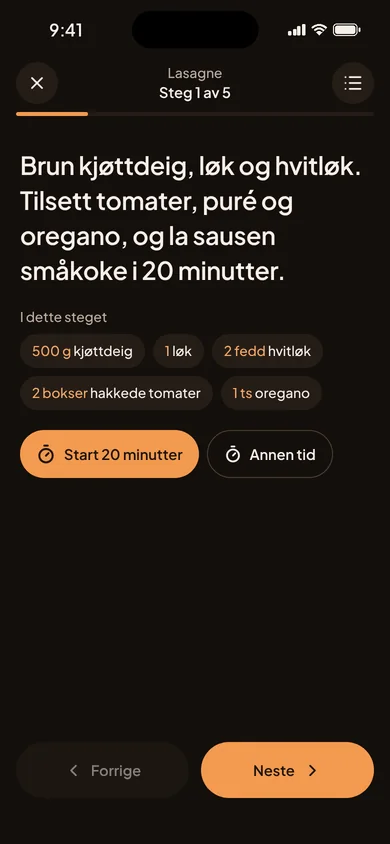 9:41
Lasagne
Steg 1 av 5
Brun kjøttdeig, løk og hvitløk.
Tilsett tomater, puré og
oregano, og la sausen
småkoke i 20 minutter.
I dette steget
500 g kjøttdeig
1 løk
2 fedd hvitløk
2 bokser hakkede tomater
1 ts oregano
Start 20 minutter
Annen tid
Forrige
Neste